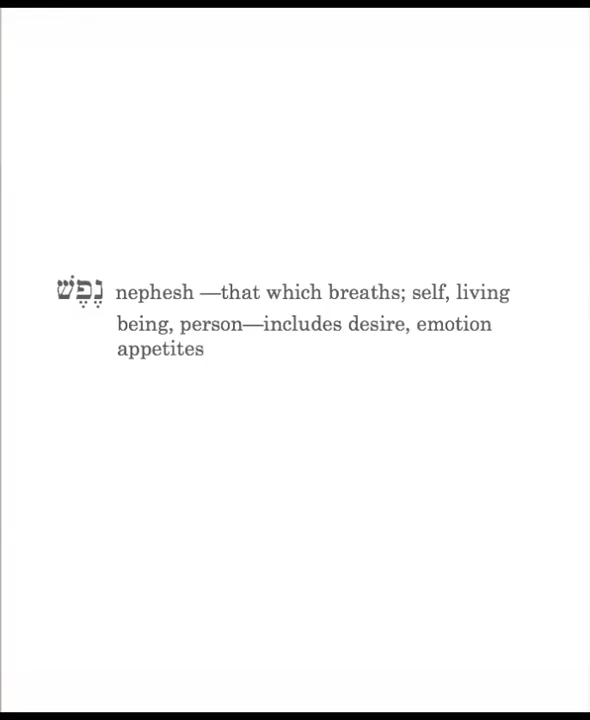 נֶפֶשׁ nephesh —that which breaths; self, living
being, person—includes desire, emotion
appetites